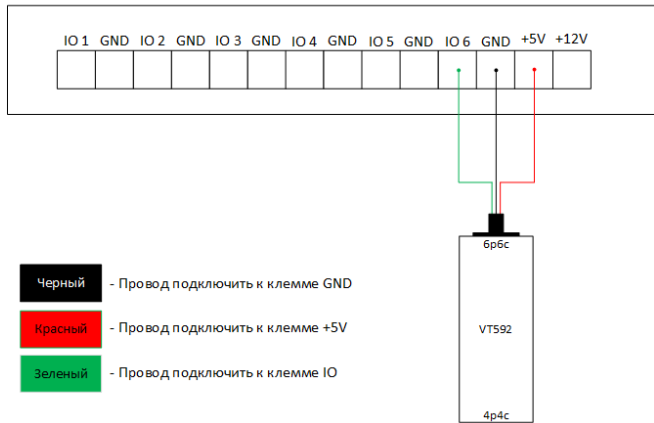 IO 1 GND IO 2 GND IO 3 GND IO 4 GND IO 5 GND IO 6 GND +5V +12V
6p6c
Черный - Провод подключить к клемме GND
Красный - Провод подключить к клемме +5V
VT592
Зеленый - Провод подключить к клемме IO
4p4c